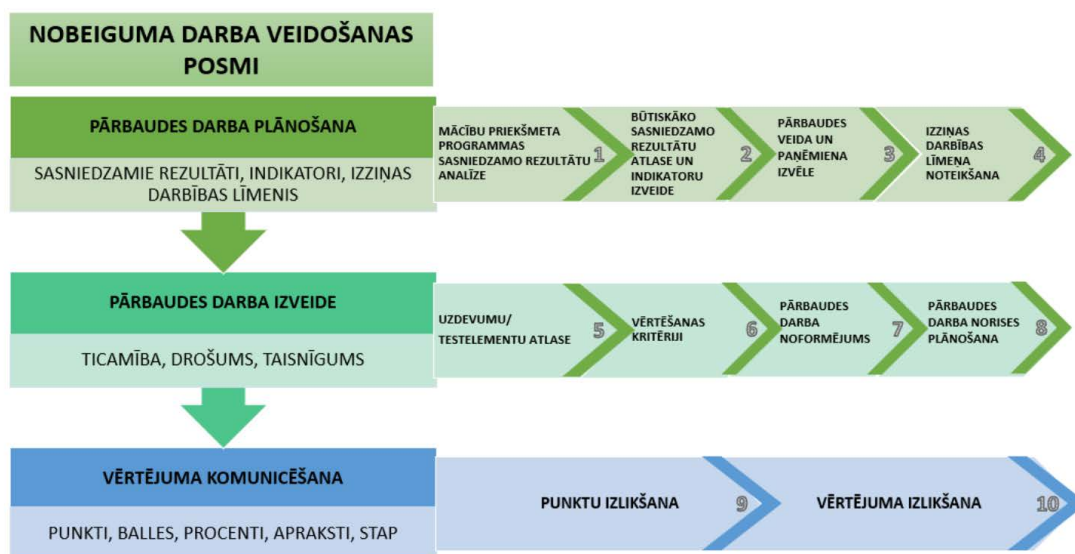 NOBEIGUMA DARBA VEIDOŠANAS
POSMI
PĀRBAUDES DARBA PLĀNOŠANA
SASNIEDZAMIE REZULTĀTI, INDIKATORI, IZZIŅAS
DARBĪBAS LĪMENIS
MĀCĪBU PRIEKŠMETA
PROGRAMMAS
SASNIEDZAMO REZULTĀTU
ANALĪZE
1
BŪTISKĀKO
SASNIEDZAMO
REZULTĀTU
ATLASE UN
INDIKATORU
IZVEIDE
2
PĀRBAUDES
VEIDA UN
PAŅĒMIENA
IZVĒLE
3
IZZIŅAS
DARBĪBAS
LĪMEŅA
NOTEIKŠANA
4
PĀRBAUDES DARBA IZVEIDE
TICAMĪBA, DROŠUMS, TAISNĪGUMS
UZDEVUMU/
TESTELEMENTU ATLASE
5
VĒRTĒŠANAS
KRITĒRIJI
6
PĀRBAUDES
DARBA
NOFORMĒJUMS
7
PĀRBAUDES
DARBA NORISES
PLĀNOŠANA
8
VĒRTĒJUMA KOMUNICĒŠANA
PUNKTI, BALLES, PROCENTI, APRAKSTI, STAP
PUNKTU IZLIKŠANA
9
VĒRTĒJUMA IZLIKŠANA
10